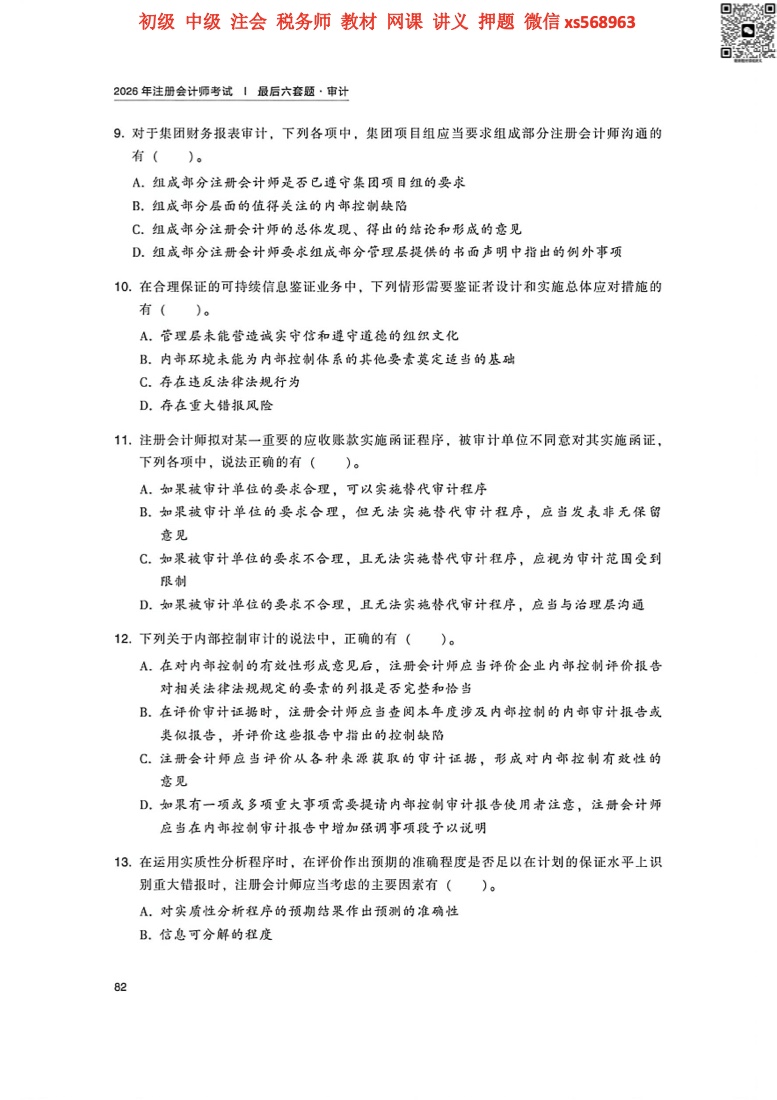 初级 中级 注会 税务师 教材 网课 讲义 押题 微信 xs568963
2026 年注册会计师考试 | 最后六套题·审计
9. 对于集团财务报表审计，下列各项中，集团项目组应当要求组成部分注册会计师沟通的
有（　　）。
A. 组成部分注册会计师是否已遵守集团项目组的要求
B. 组成部分层面的值得关注的内部控制缺陷
C. 组成部分注册会计师的总体发现、得出的结论和形成的意见
D. 组成部分注册会计师要求组成部分管理层提供的书面声明中指出的例外事项
10. 在合理保证的可持续信息鉴证业务中，下列情形需要鉴证者设计和实施总体应对措施的
有（　　）。
A. 管理层未能营造诚实守信和遵守道德的组织文化
B. 内部环境未能为内部控制体系的其他要素奠定适当的基础
C. 存在违反法律法规行为
D. 存在重大错报风险
11. 注册会计师拟对某一重要的应收账款实施函证程序，被审计单位不同意对其实施函证，
下列各项中，说法正确的有（　　）。
A. 如果被审计单位的要求合理，可以实施替代审计程序
B. 如果被审计单位的要求合理，但无法实施替代审计程序，应当发表非无保留
意见
C. 如果被审计单位的要求不合理，且无法实施替代审计程序，应视为审计范围受到
限制
D. 如果被审计单位的要求不合理，且无法实施替代审计程序，应当与治理层沟通
12. 下列关于内部控制审计的说法中，正确的有（　　）。
A. 在对内部控制的有效性形成意见后，注册会计师应当评价企业内部控制评价报告
对相关法律法规规定的要素的列报是否完整和恰当
B. 在评价审计证据时，注册会计师应当查阅本年度涉及内部控制的内部审计报告或
类似报告，并评价这些报告中指出的控制缺陷
C. 注册会计师应当评价从各种来源获取的审计证据，形成对内部控制有效性的
意见
D. 如果有一项或多项重大事项需要提请内部控制审计报告使用者注意，注册会计师
应当在内部控制审计报告中增加强调事项段予以说明
13. 在运用实质性分析程序时，在评价作出预期的准确程度是否足以在计划的保证水平上识
别重大错报时，注册会计师应当考虑的主要因素有（　　）。
A. 对实质性分析程序的预期结果作出预测的准确性
B. 信息可分解的程度
82